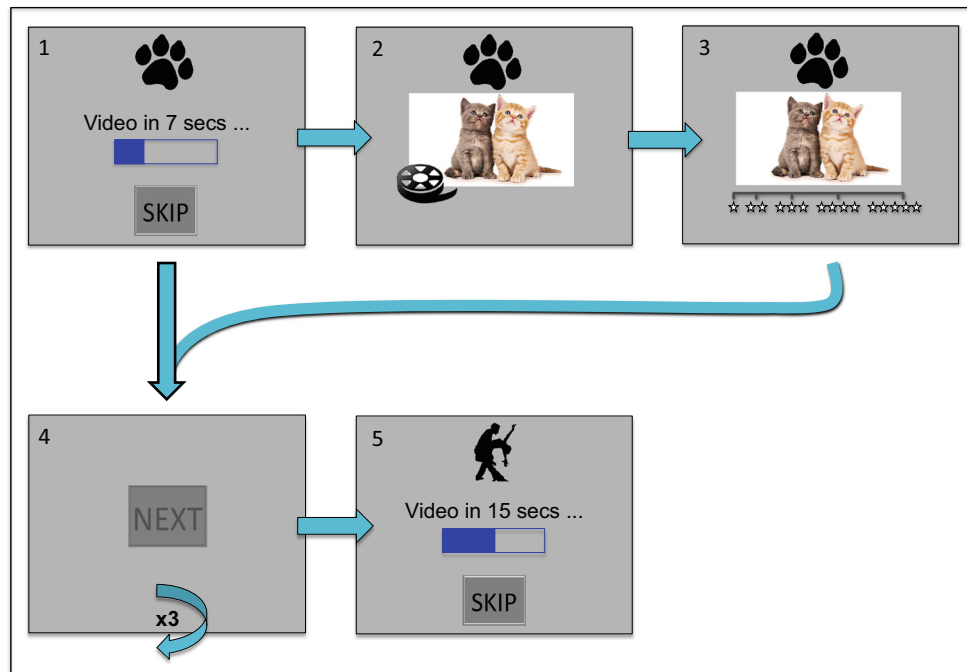 1
Video in 7 secs ...
SKIP
2
3
4
NEXT
x3
5
Video in 15 secs ...
SKIP